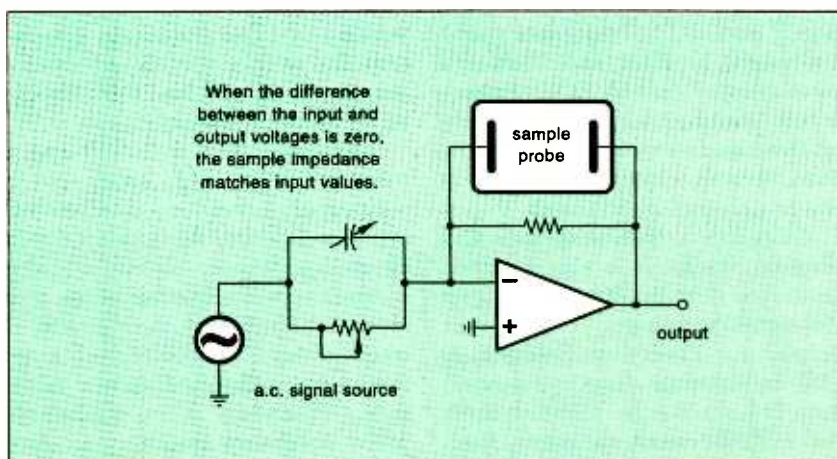 When the difference
between the input and
output voltages is zero,
the sample impedance
matches input values.
sample
probe
−
+
output
a.c. signal source